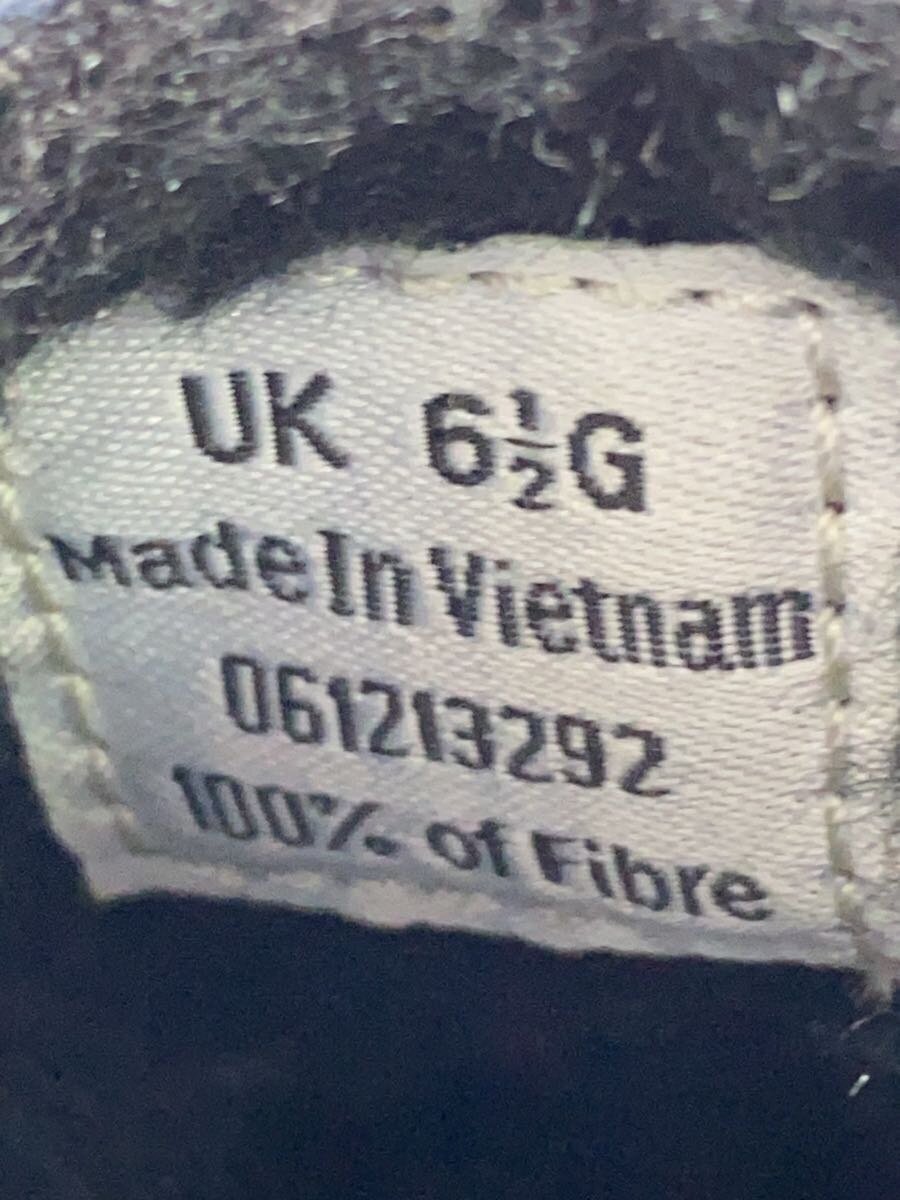 UK 6½G
Made In Vietnam
061213292
100% of Fibre